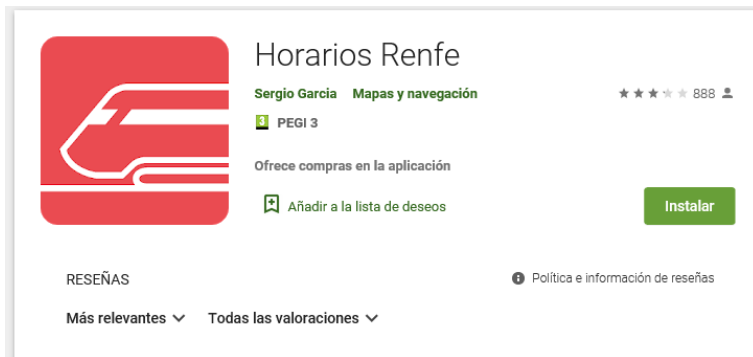 Horarios Renfe
Sergio Garcia Mapas y navegación 888
3 PEGI 3
Ofrece compras en la aplicación
Añadir a la lista de deseos Instalar
RESEÑAS Política e información de reseñas
Más relevantes Todas las valoraciones